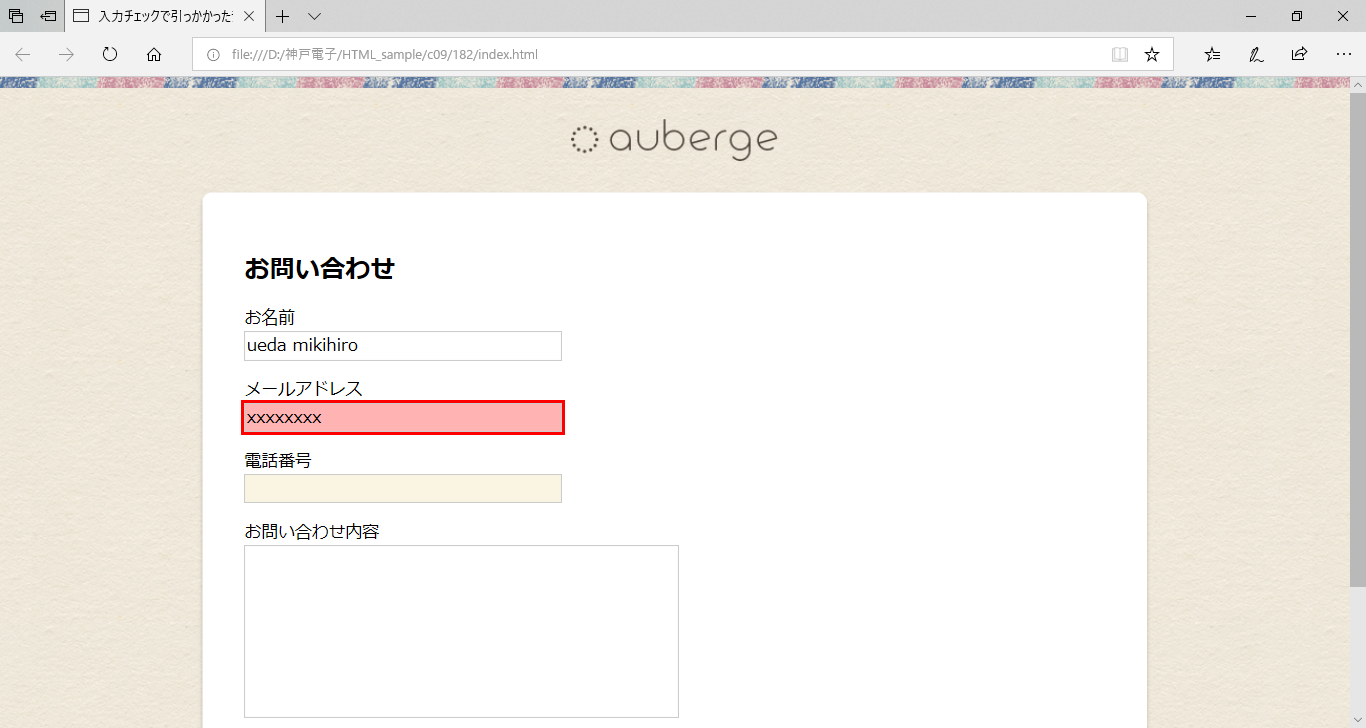 入力チェックで引っかかった
file:///D:/神戸電子/HTML_sample/c09/182/index.html
auberge
お問い合わせ
お名前
ueda mikihiro
メールアドレス
xxxxxxxx
電話番号
お問い合わせ内容